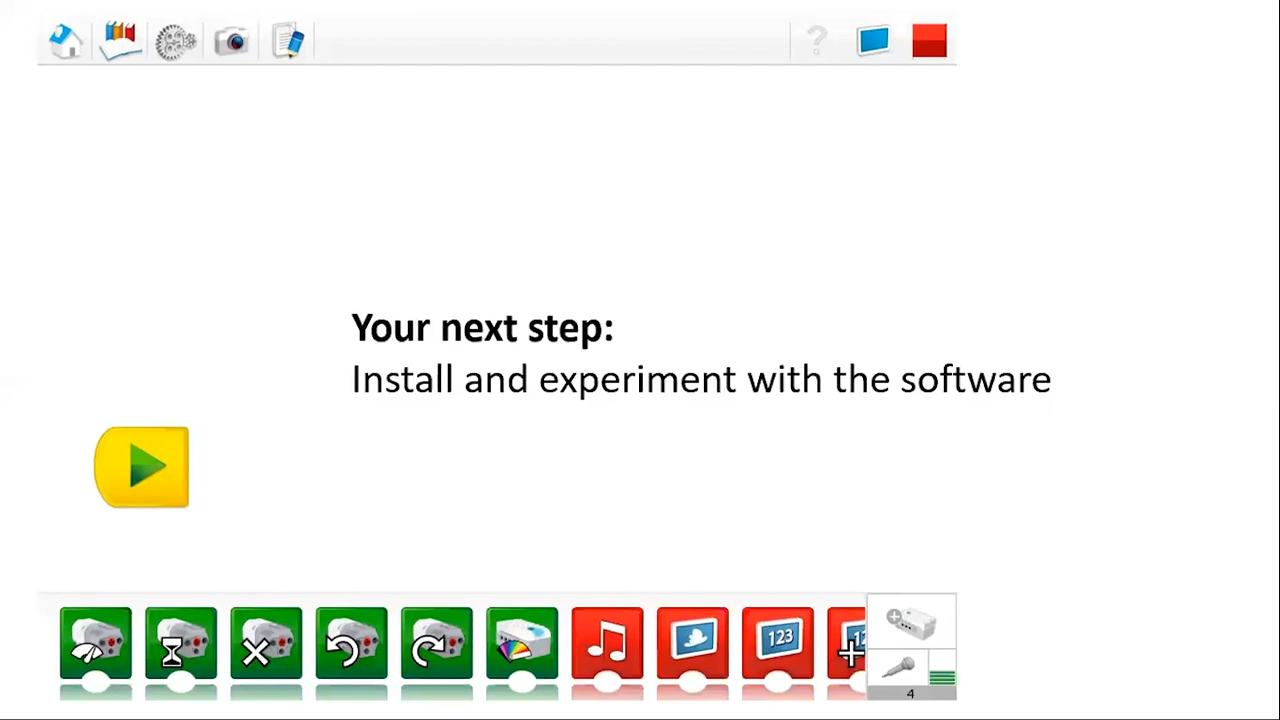 Your next step:
Install and experiment with the software
123
4